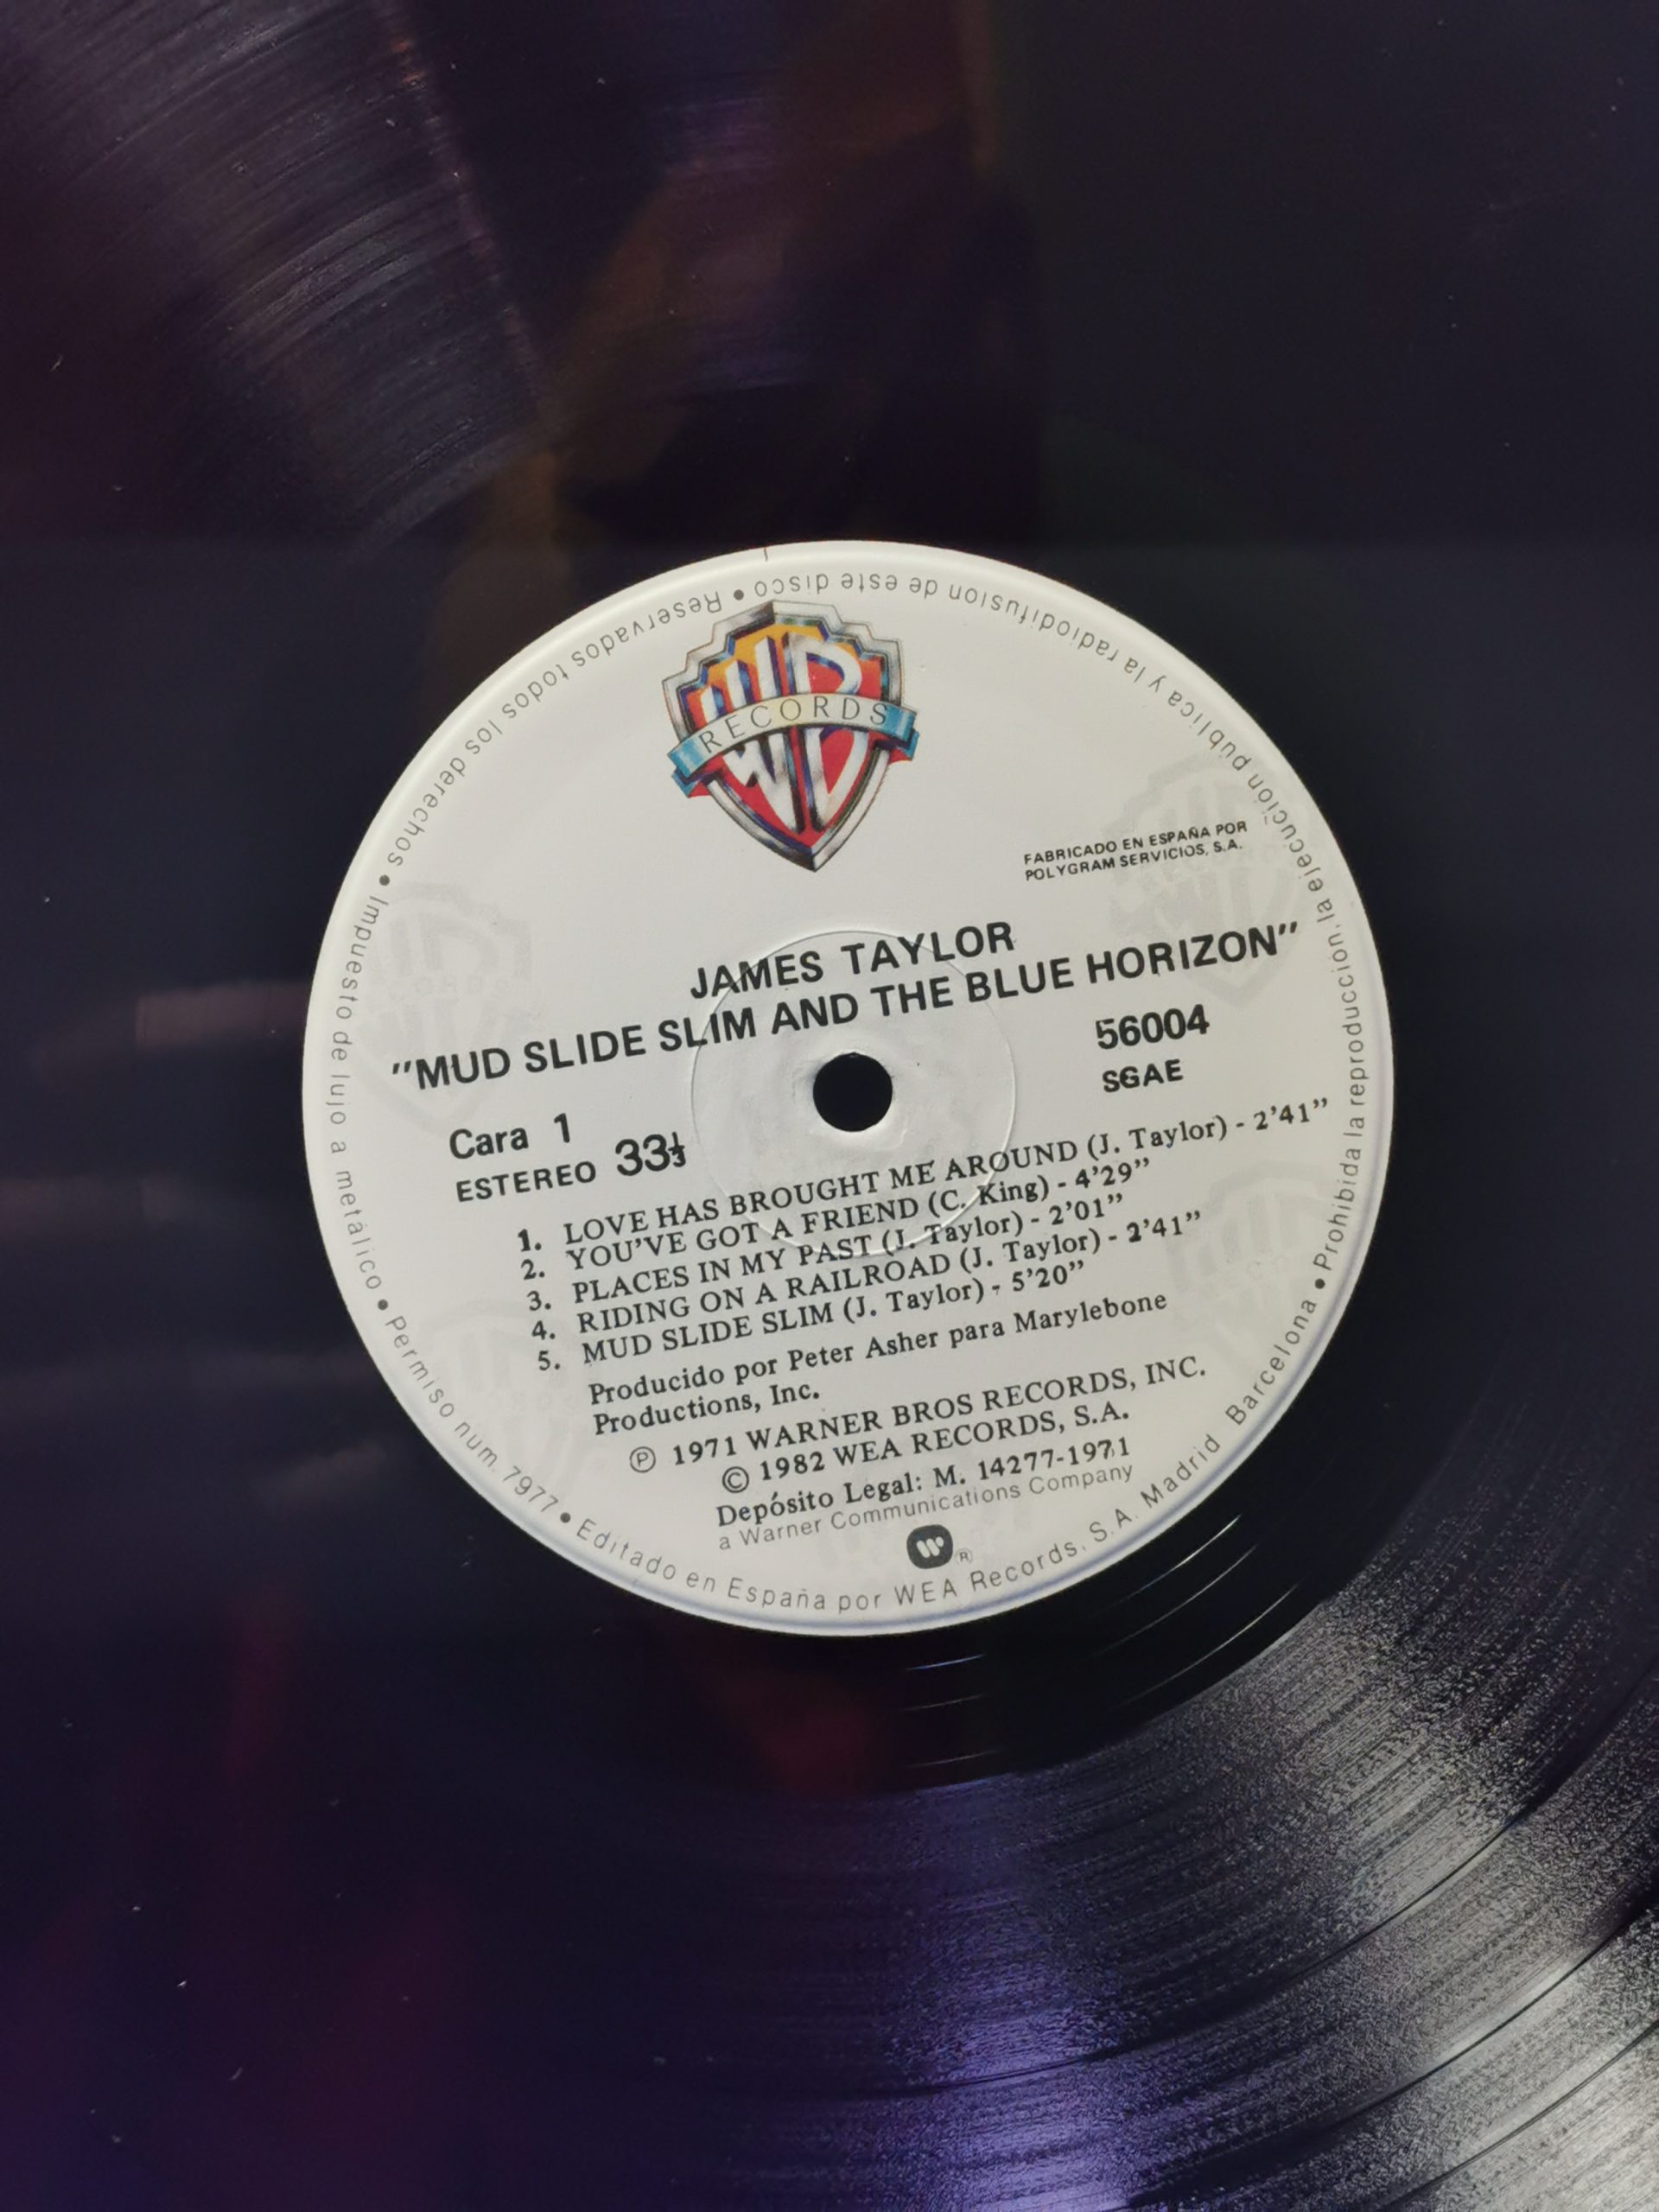 WB
RECORDS
FABRICADO EN ESPAÑA POR
POLYGRAM SERVICIOS, S.A.
JAMES TAYLOR
"MUD SLIDE SLIM AND THE BLUE HORIZON"
56004
SGAE
Cara 1
ESTEREO 33⅓
1. LOVE HAS BROUGHT ME AROUND (J. Taylor) - 2'41"
2. YOU'VE GOT A FRIEND (C. King) - 4'29"
3. PLACES IN MY PAST (J. Taylor) - 2'01"
4. RIDING ON A RAILROAD (J. Taylor) - 2'41"
5. MUD SLIDE SLIM (J. Taylor) - 5'20"
Producido por Peter Asher para Marylebone
Productions, Inc.
Ⓟ 1971 WARNER BROS RECORDS, INC.
© 1982 WEA RECORDS, S.A.
Depósito Legal: M. 14277-1971
a Warner Communications Company
W ®
Reservados todos los derechos • Impuesto de lujo a metálico • Permiso num. 7977 • Editado en España por WEA Records, S.A. Madrid Barcelona • Prohibida la reproduccion, la ejecución pública y la radiodifusion de este disco •